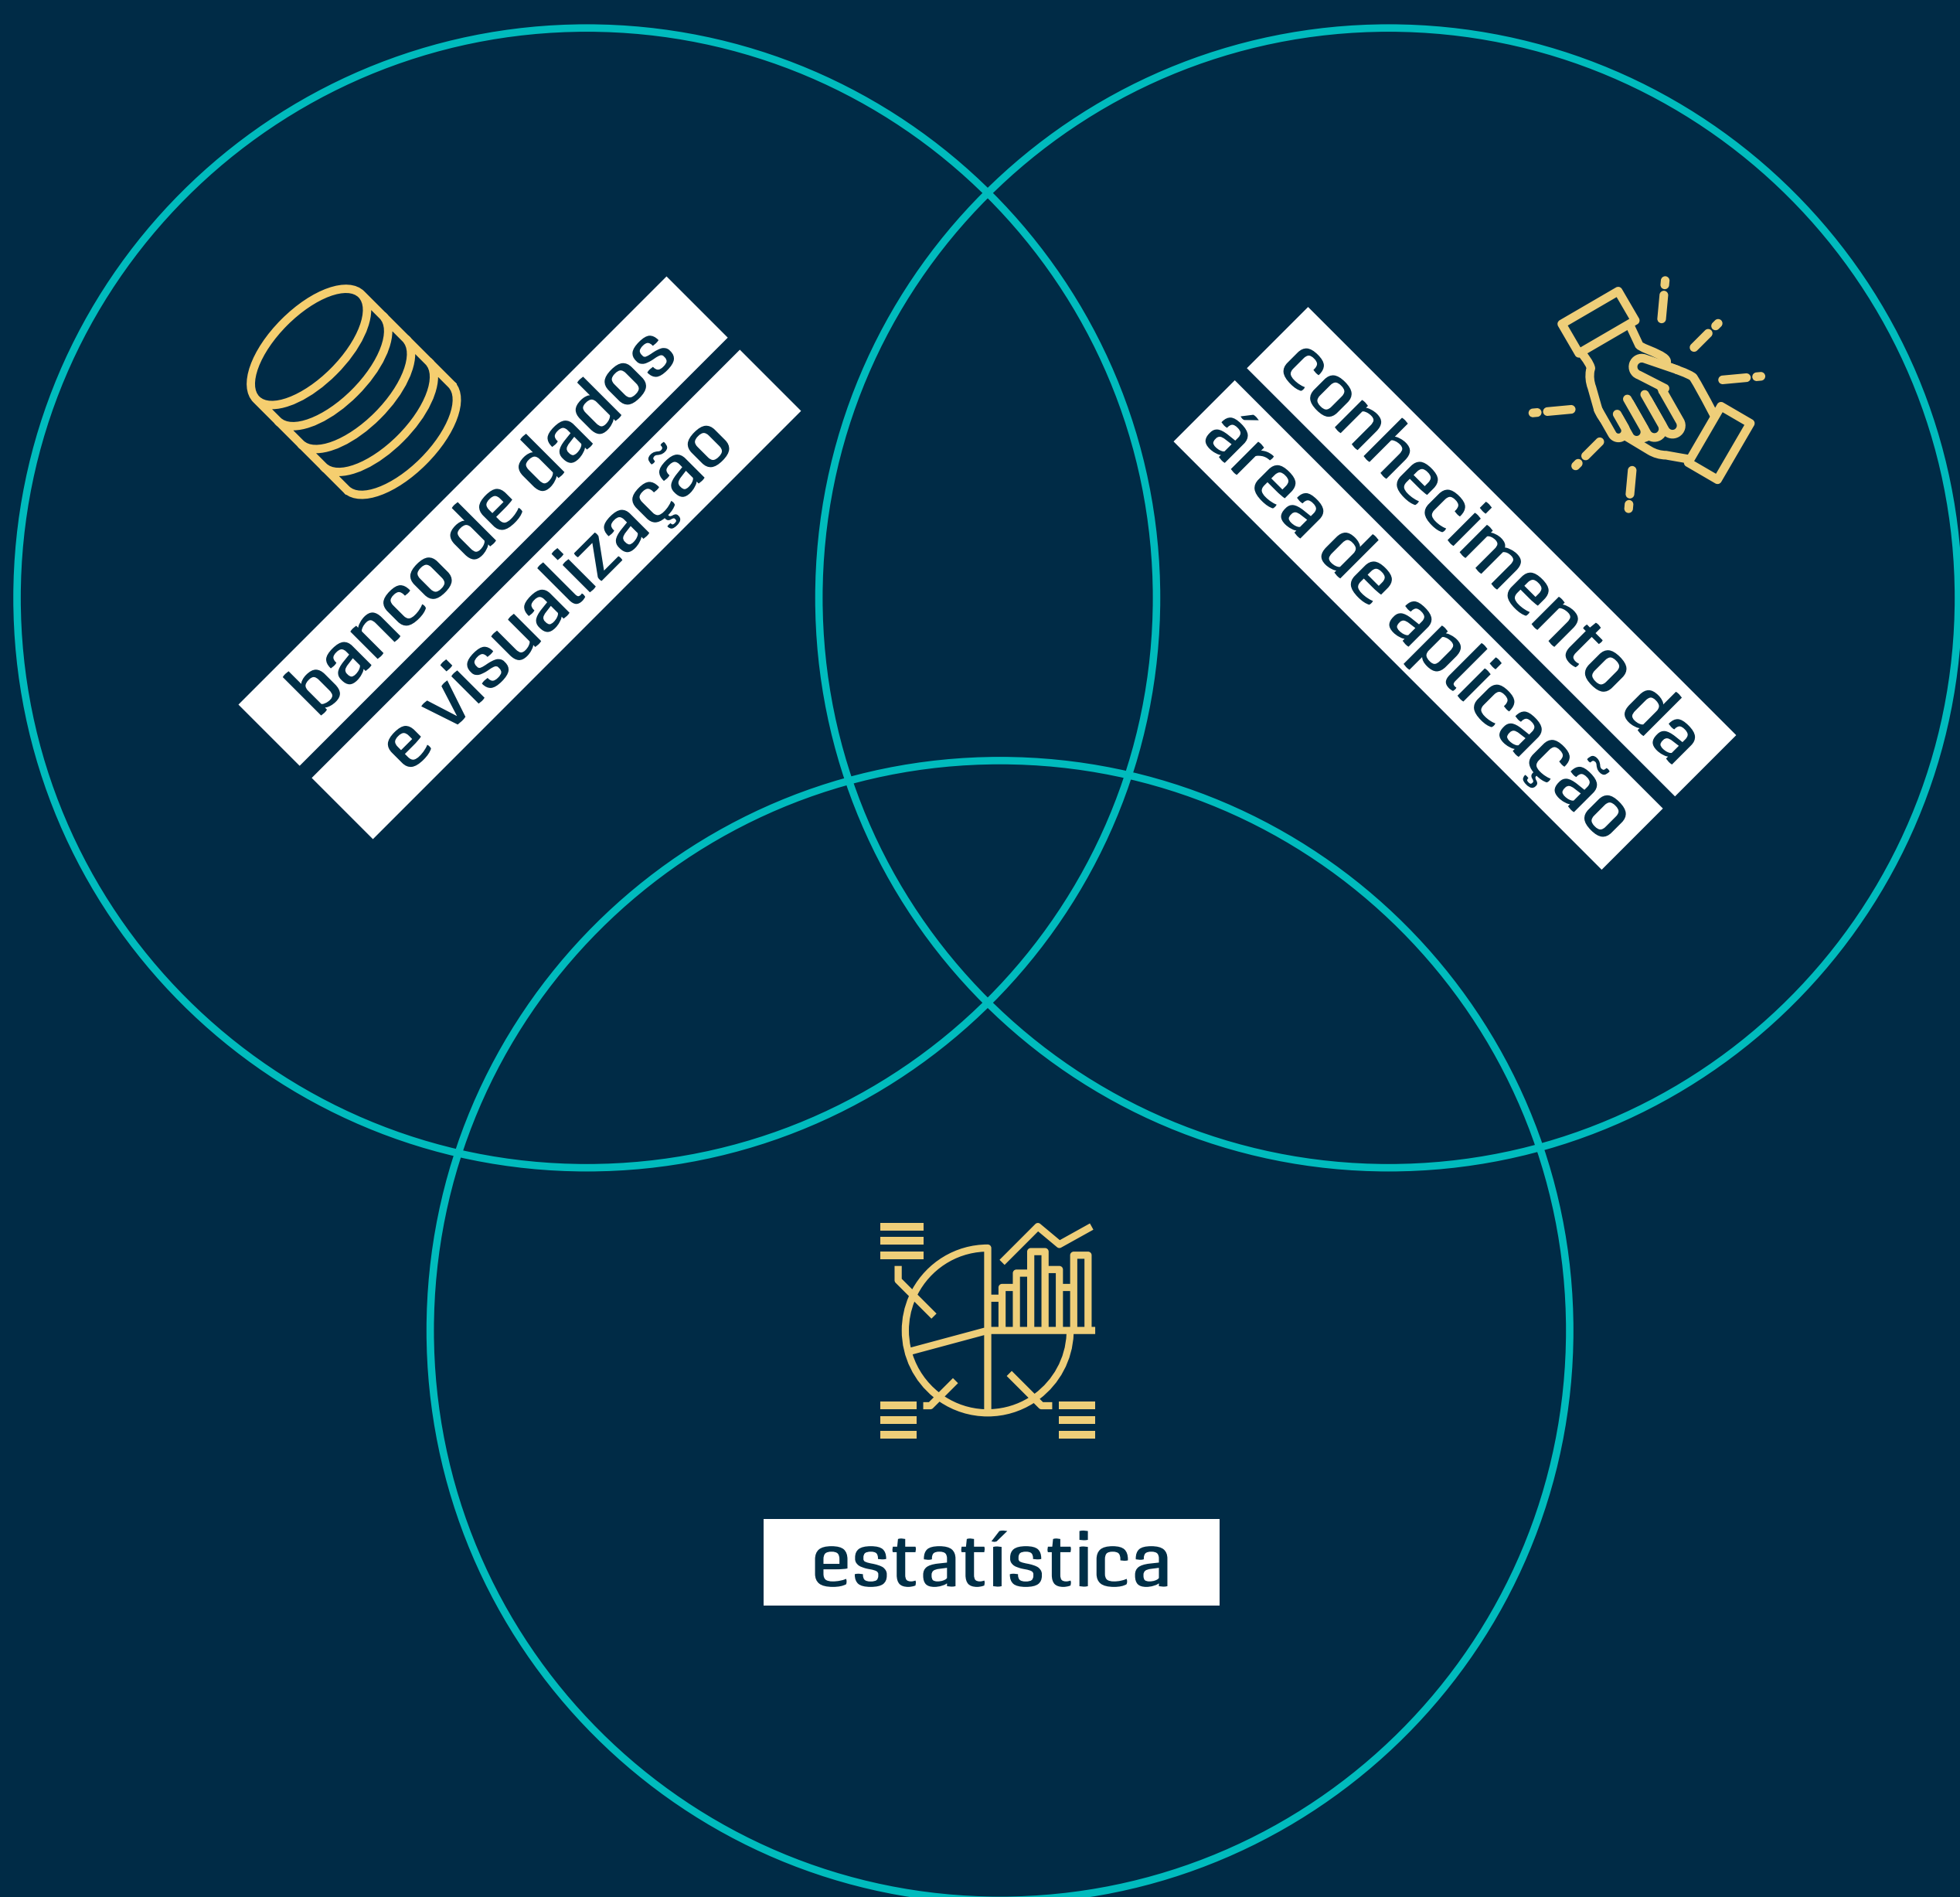 banco de dados
e visualização
conhecimento da
área de aplicação
estatística